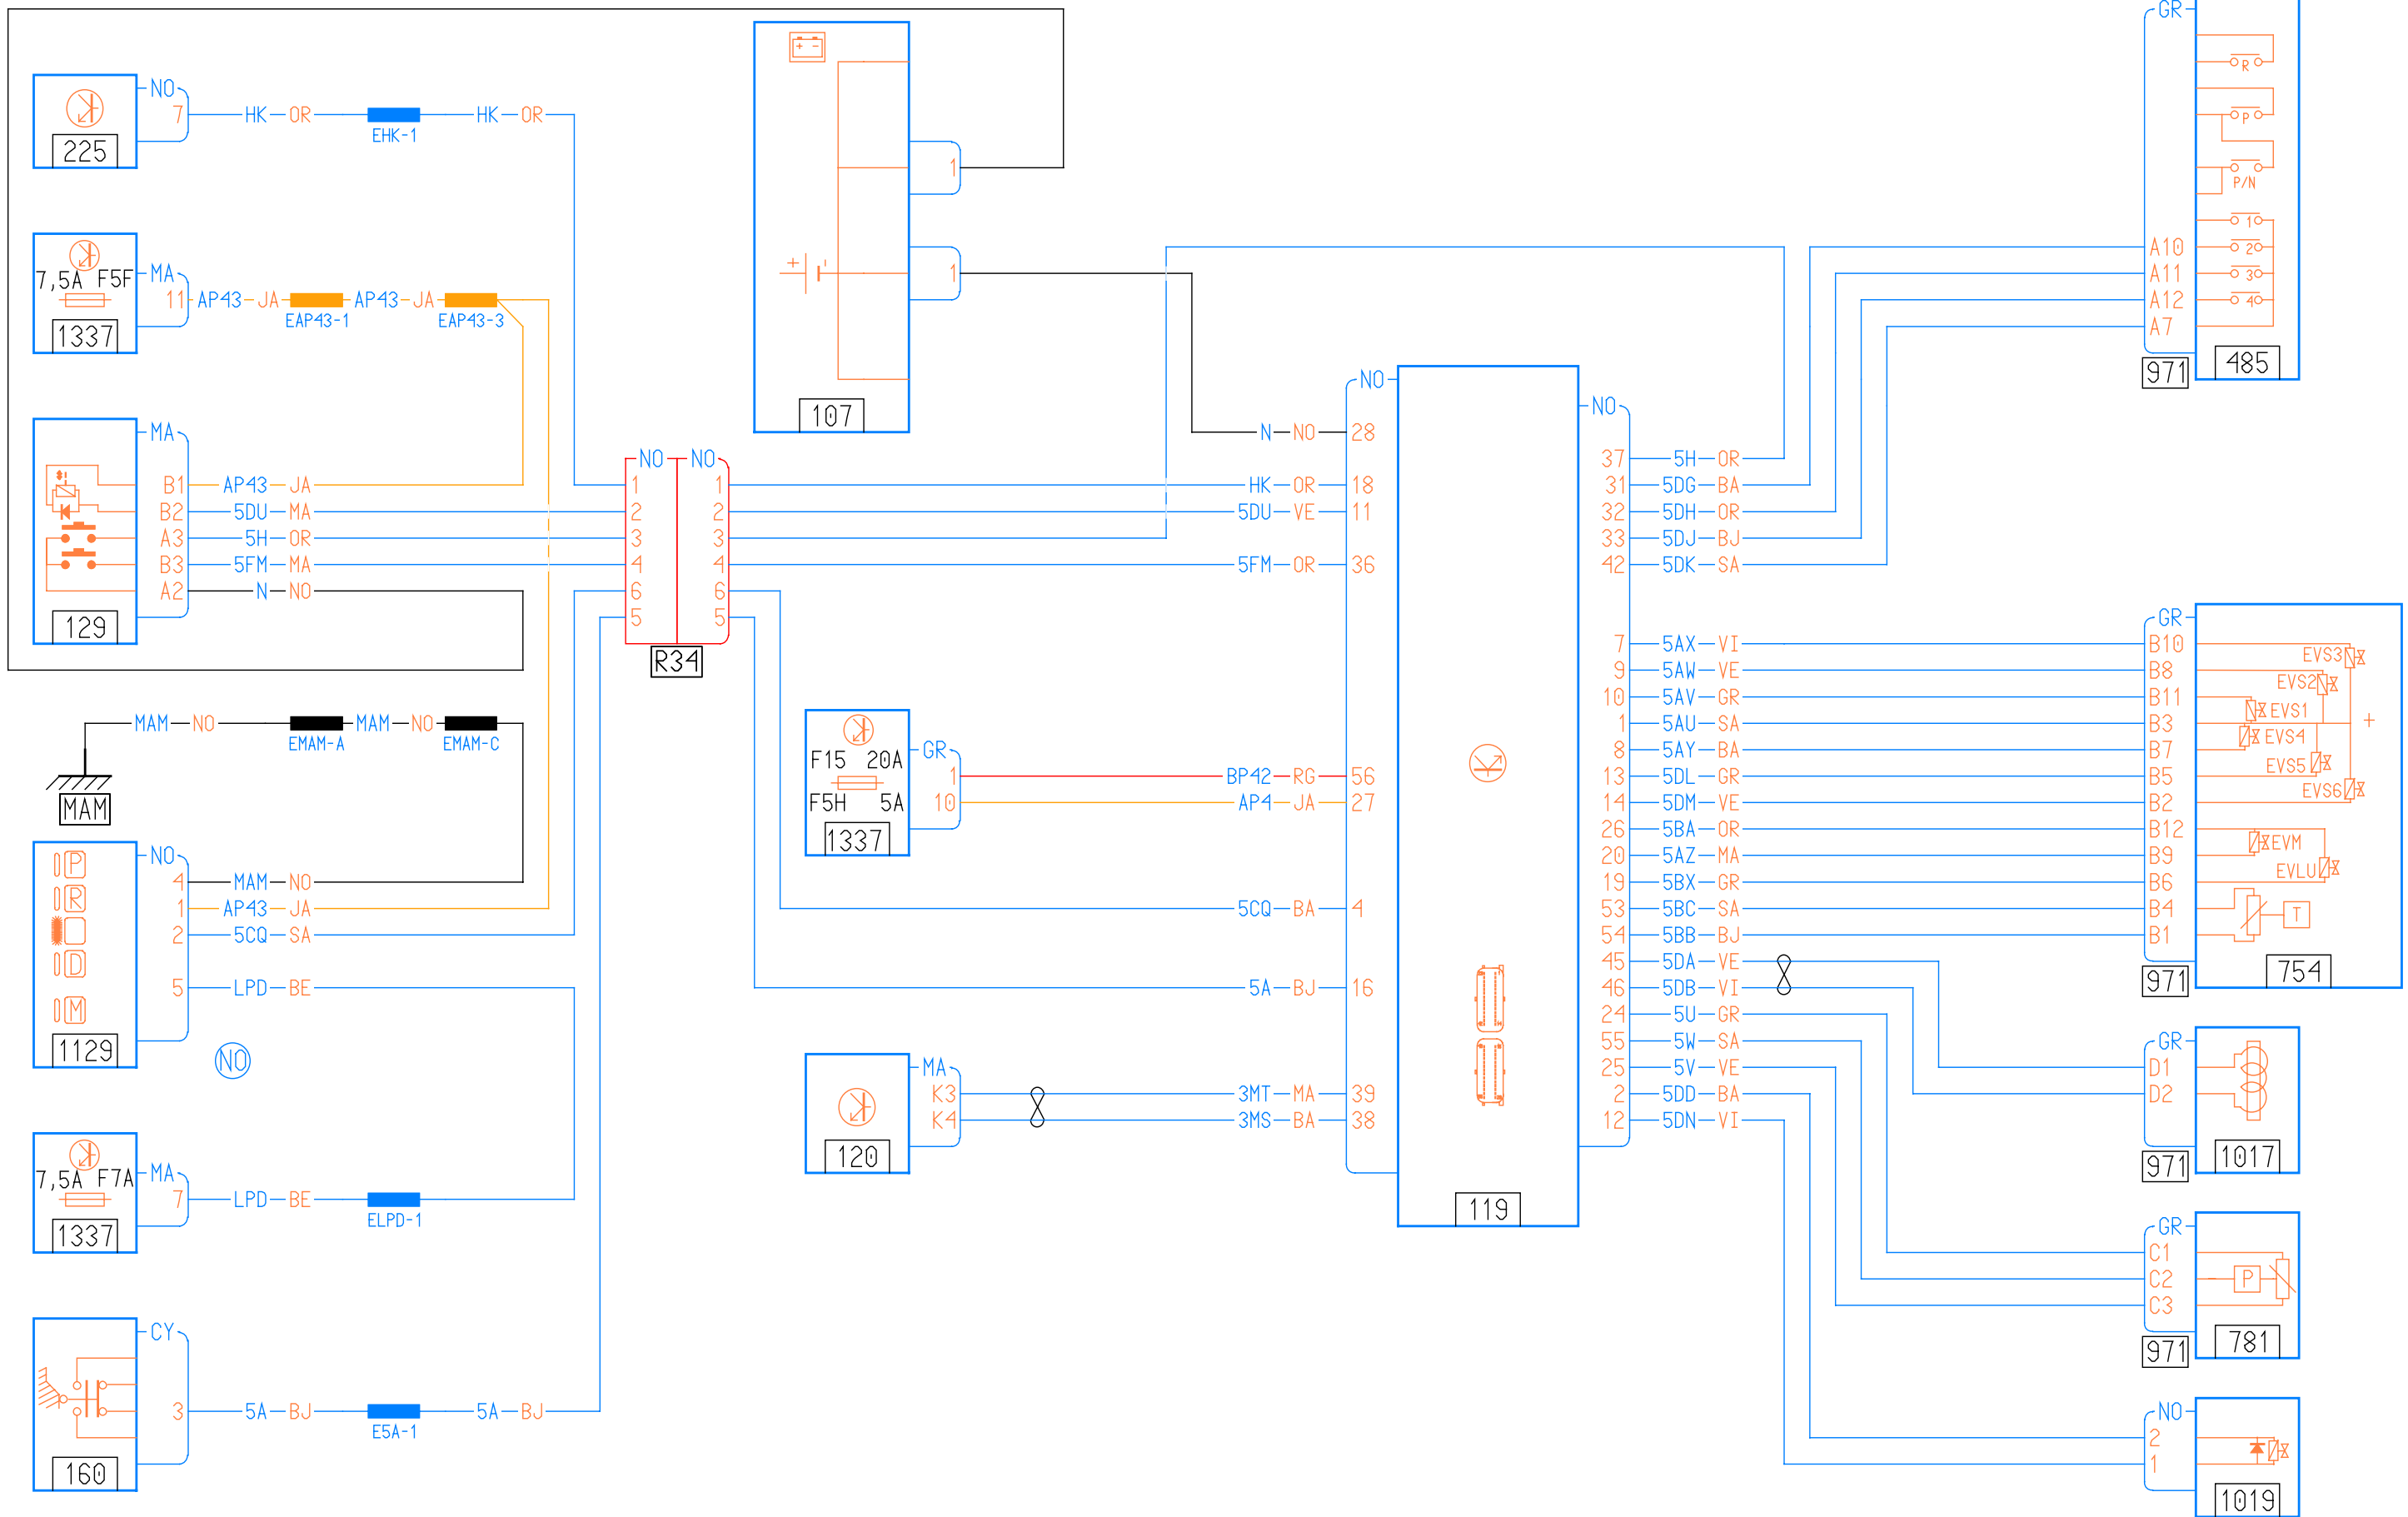 NO
7 HK OR EHK-1 HK OR
225
7,5A F5F
MA
11 AP43 JA EAP43-1 AP43 JA EAP43-3
1337
MA
B1 AP43 JA
B2 5DU MA
A3 5H OR
B3 5FM MA
A2 N NO
129
MAM NO EMAM-A MAM NO EMAM-C
MAM
P
R
D
M
NO
4 MAM NO
1 AP43 JA
2 5CQ SA
5 LPD BE
1129
NO
7,5A F7A
MA
7 LPD BE ELPD-1
1337
CY
3 5A BJ E5A-1 5A BJ
160
NO NO
1 1
2 2
3 3
4 4
6 6
5 5
R34
+ -
1
+ -
1
107
F15 20A
F5H 5A
GR
1 BP42 RG 56
10 AP4 JA 27
1337
MA
K3 3MT MA 39
K4 3MS BA 38
120
NO
N NO 28
HK OR 18
5DU VE 11
5FM OR 36
5CQ BA 4
5A BJ 16
119
NO
37 5H OR
31 5DG BA
32 5DH OR
33 5DJ BJ
42 5DK SA
7 5AX VI
9 5AW VE
10 5AV GR
1 5AU SA
8 5AY BA
13 5DL GR
14 5DM VE
26 5BA OR
20 5AZ MA
19 5BX GR
53 5BC SA
54 5BB BJ
45 5DA VE
46 5DB VI
24 5U GR
55 5W SA
25 5V VE
2 5DD BA
12 5DN VI
GR
R
P
P/N
1
A10 2
A11 3
A12 4
A7
971 485
GR
B10 EVS3
B8 EVS2
B11 EVS1
B3 +
B7 EVS4
B5 EVS5
B2 EVS6
B12 EVM
B9
B6 EVLU
B4 T
B1
971 754
GR
D1
D2
971 1017
GR
C1
C2 - P
C3
971 781
NO
2
1
1019